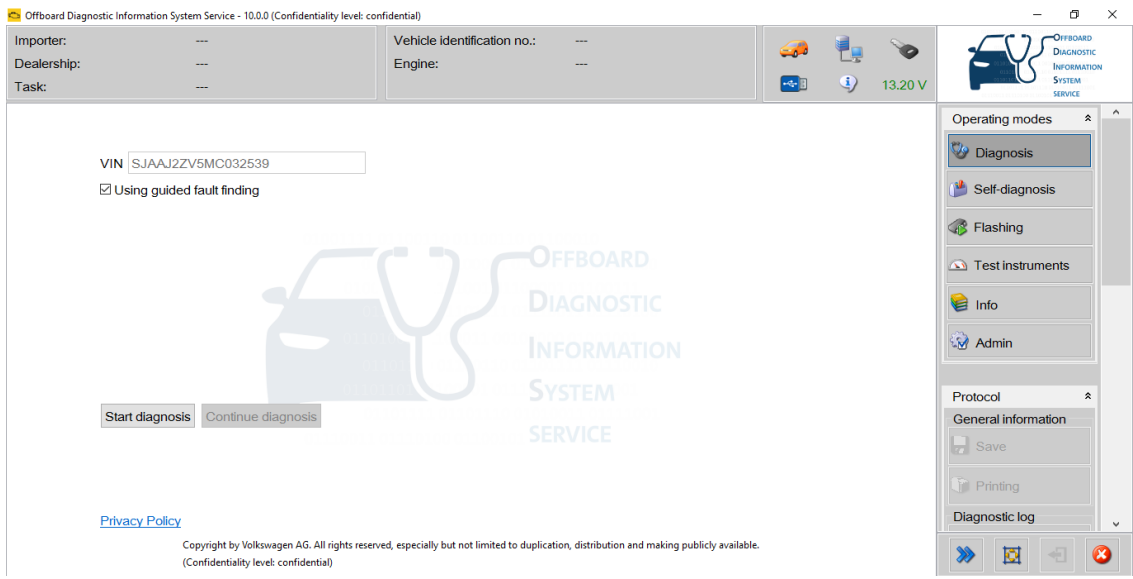 Offboard Diagnostic Information System Service - 10.0.0 (Confidentiality level: confidential)
Importer: ---
Dealership: ---
Task: ---
Vehicle identification no.: ---
Engine: ---
13.20 V
OFFBOARD
DIAGNOSTIC
INFORMATION
SYSTEM
SERVICE
VIN SJAAJ2ZV5MC032539
Using guided fault finding
OFFBOARD
DIAGNOSTIC
INFORMATION
SYSTEM
SERVICE
Start diagnosis Continue diagnosis
Privacy Policy
Copyright by Volkswagen AG. All rights reserved, especially but not limited to duplication, distribution and making publicly available.
(Confidentiality level: confidential)
Operating modes
Diagnosis
Self-diagnosis
Flashing
Test instruments
Info
Admin
Protocol
General information
Save
Printing
Diagnostic log